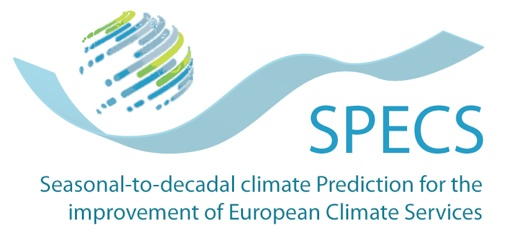 SPECS
Seasonal-to-decadal climate Prediction for the
improvement of European Climate Services